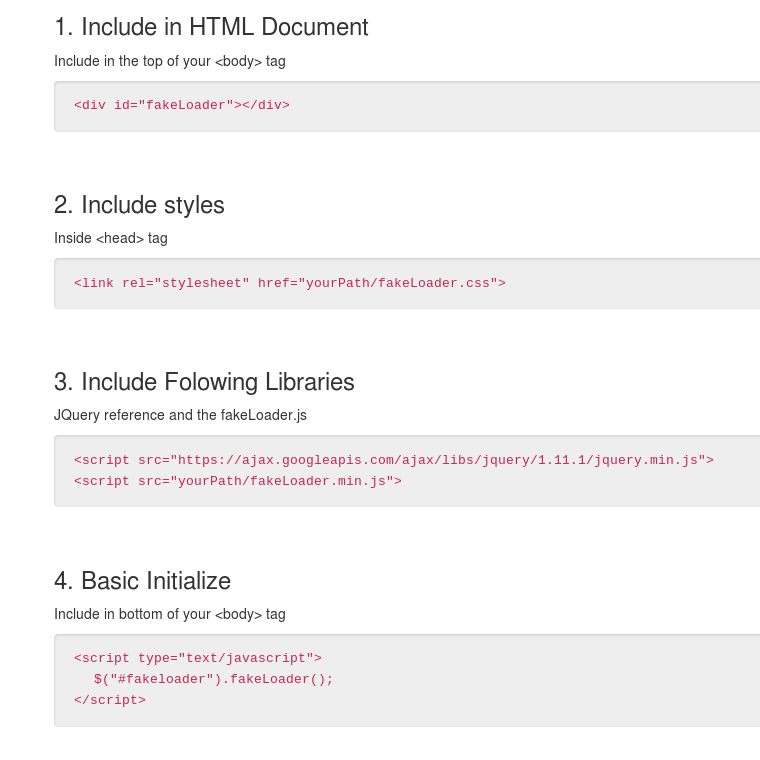 1. Include in HTML Document
Include in the top of your <body> tag
<div id="fakeLoader"></div>
2. Include styles
Inside <head> tag
<link rel="stylesheet" href="yourPath/fakeLoader.css">
3. Include Folowing Libraries
JQuery reference and the fakeLoader.js
<script src="https://ajax.googleapis.com/ajax/libs/jquery/1.11.1/jquery.min.js">
<script src="yourPath/fakeLoader.min.js">
4. Basic Initialize
Include in bottom of your <body> tag
<script type="text/javascript">
$("#fakeloader").fakeLoader();
</script>